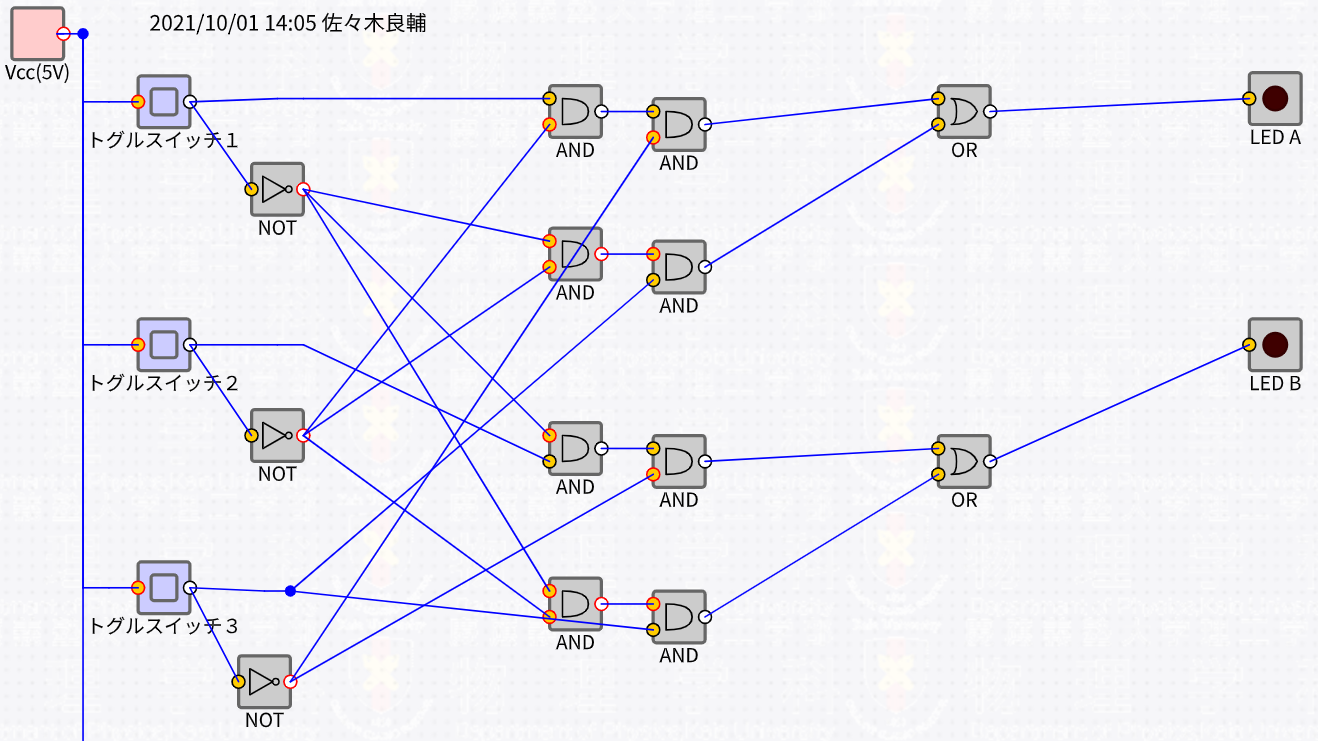 2021/10/01 14:05 佐々木良輔
Vcc(5V)
トグルスイッチ１
NOT
AND
AND
OR
LED A
AND
AND
トグルスイッチ２
NOT
LED B
AND
AND
OR
トグルスイッチ３
NOT
AND
AND